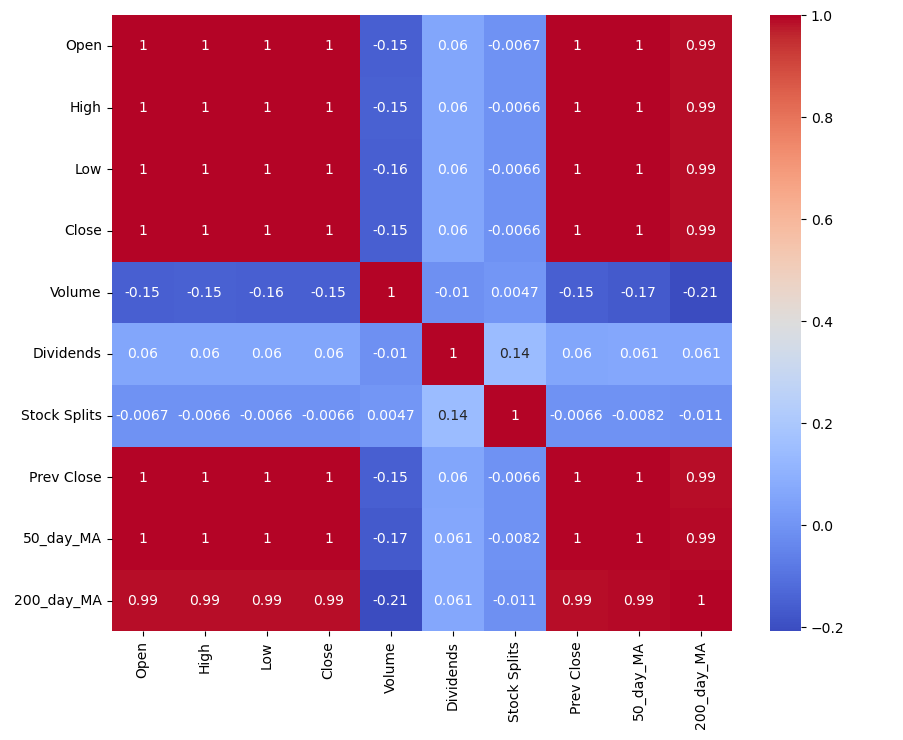 Open 1 1 1 1 -0.15 0.06 -0.0067 1 1 0.99
High 1 1 1 1 -0.15 0.06 -0.0066 1 1 0.99
Low 1 1 1 1 -0.16 0.06 -0.0066 1 1 0.99
Close 1 1 1 1 -0.15 0.06 -0.0066 1 1 0.99
Volume -0.15 -0.15 -0.16 -0.15 1 -0.01 0.0047 -0.15 -0.17 -0.21
Dividends 0.06 0.06 0.06 0.06 -0.01 1 0.14 0.06 0.061 0.061
Stock Splits -0.0067 -0.0066 -0.0066 -0.0066 0.0047 0.14 1 -0.0066 -0.0082 -0.011
Prev Close 1 1 1 1 -0.15 0.06 -0.0066 1 1 0.99
50_day_MA 1 1 1 1 -0.17 0.061 -0.0082 1 1 0.99
200_day_MA 0.99 0.99 0.99 0.99 -0.21 0.061 -0.011 0.99 0.99 1
Open High Low Close Volume Dividends Stock Splits Prev Close 50_day_MA 200_day_MA
1.0
0.8
0.6
0.4
0.2
0.0
−0.2